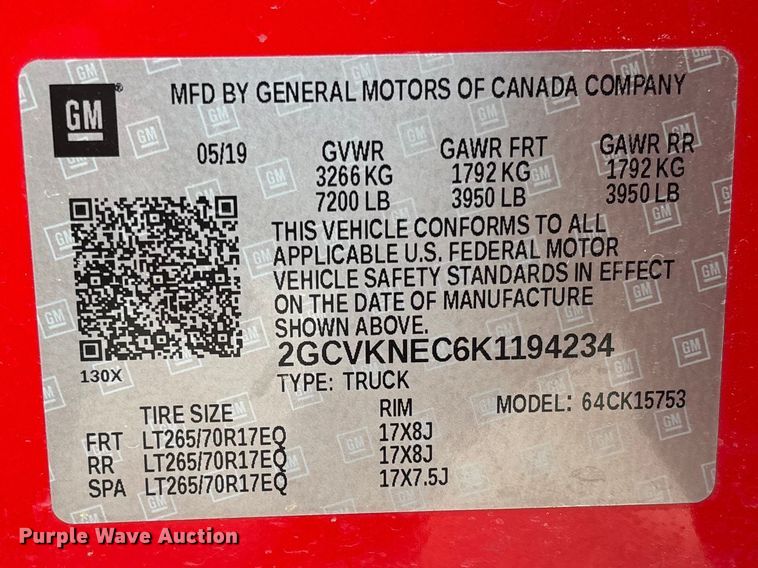 GM
MFD BY GENERAL MOTORS OF CANADA COMPANY
05/19 GVWR GAWR FRT GAWR RR
3266 KG 1792 KG 1792 KG
7200 LB 3950 LB 3950 LB
THIS VEHICLE CONFORMS TO ALL
APPLICABLE U.S. FEDERAL MOTOR
VEHICLE SAFETY STANDARDS IN EFFECT
ON THE DATE OF MANUFACTURE
SHOWN ABOVE.
2GCVKNEC6K1194234
130X
TYPE: TRUCK
MODEL: 64CK15753
TIRE SIZE RIM
FRT LT265/70R17EQ 17X8J
RR LT265/70R17EQ 17X8J
SPA LT265/70R17EQ 17X7.5J
Purple Wave Auction